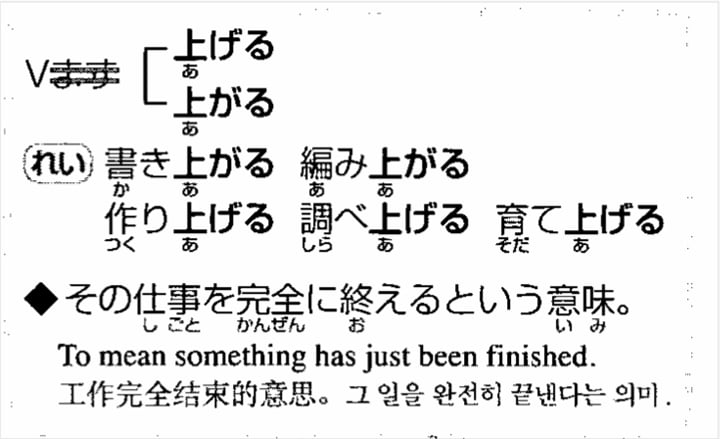 Vます 上げる
あ
上がる
あ
れい 書き上がる 編み上がる
か あ あ あ
作り上げる 調べ上げる 育て上げる
つく あ しら あ そだ あ
◆その仕事を完全に終えるという意味。
し ごと かんぜん お い み
To mean something has just been finished.
工作完全结束的意思。그 일을 완전히 끝낸다는 의미.